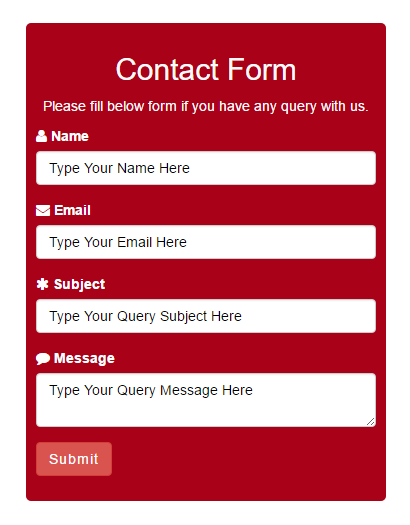 Contact Form
Please fill below form if you have any query with us.
Name
Type Your Name Here
Email
Type Your Email Here
Subject
Type Your Query Subject Here
Message
Type Your Query Message Here
Submit